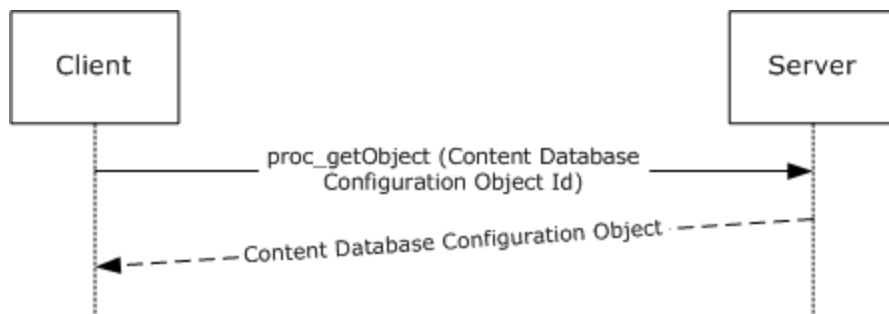 Client
Server
proc_getObject (Content Database
Configuration Object Id)
Content Database Configuration Object